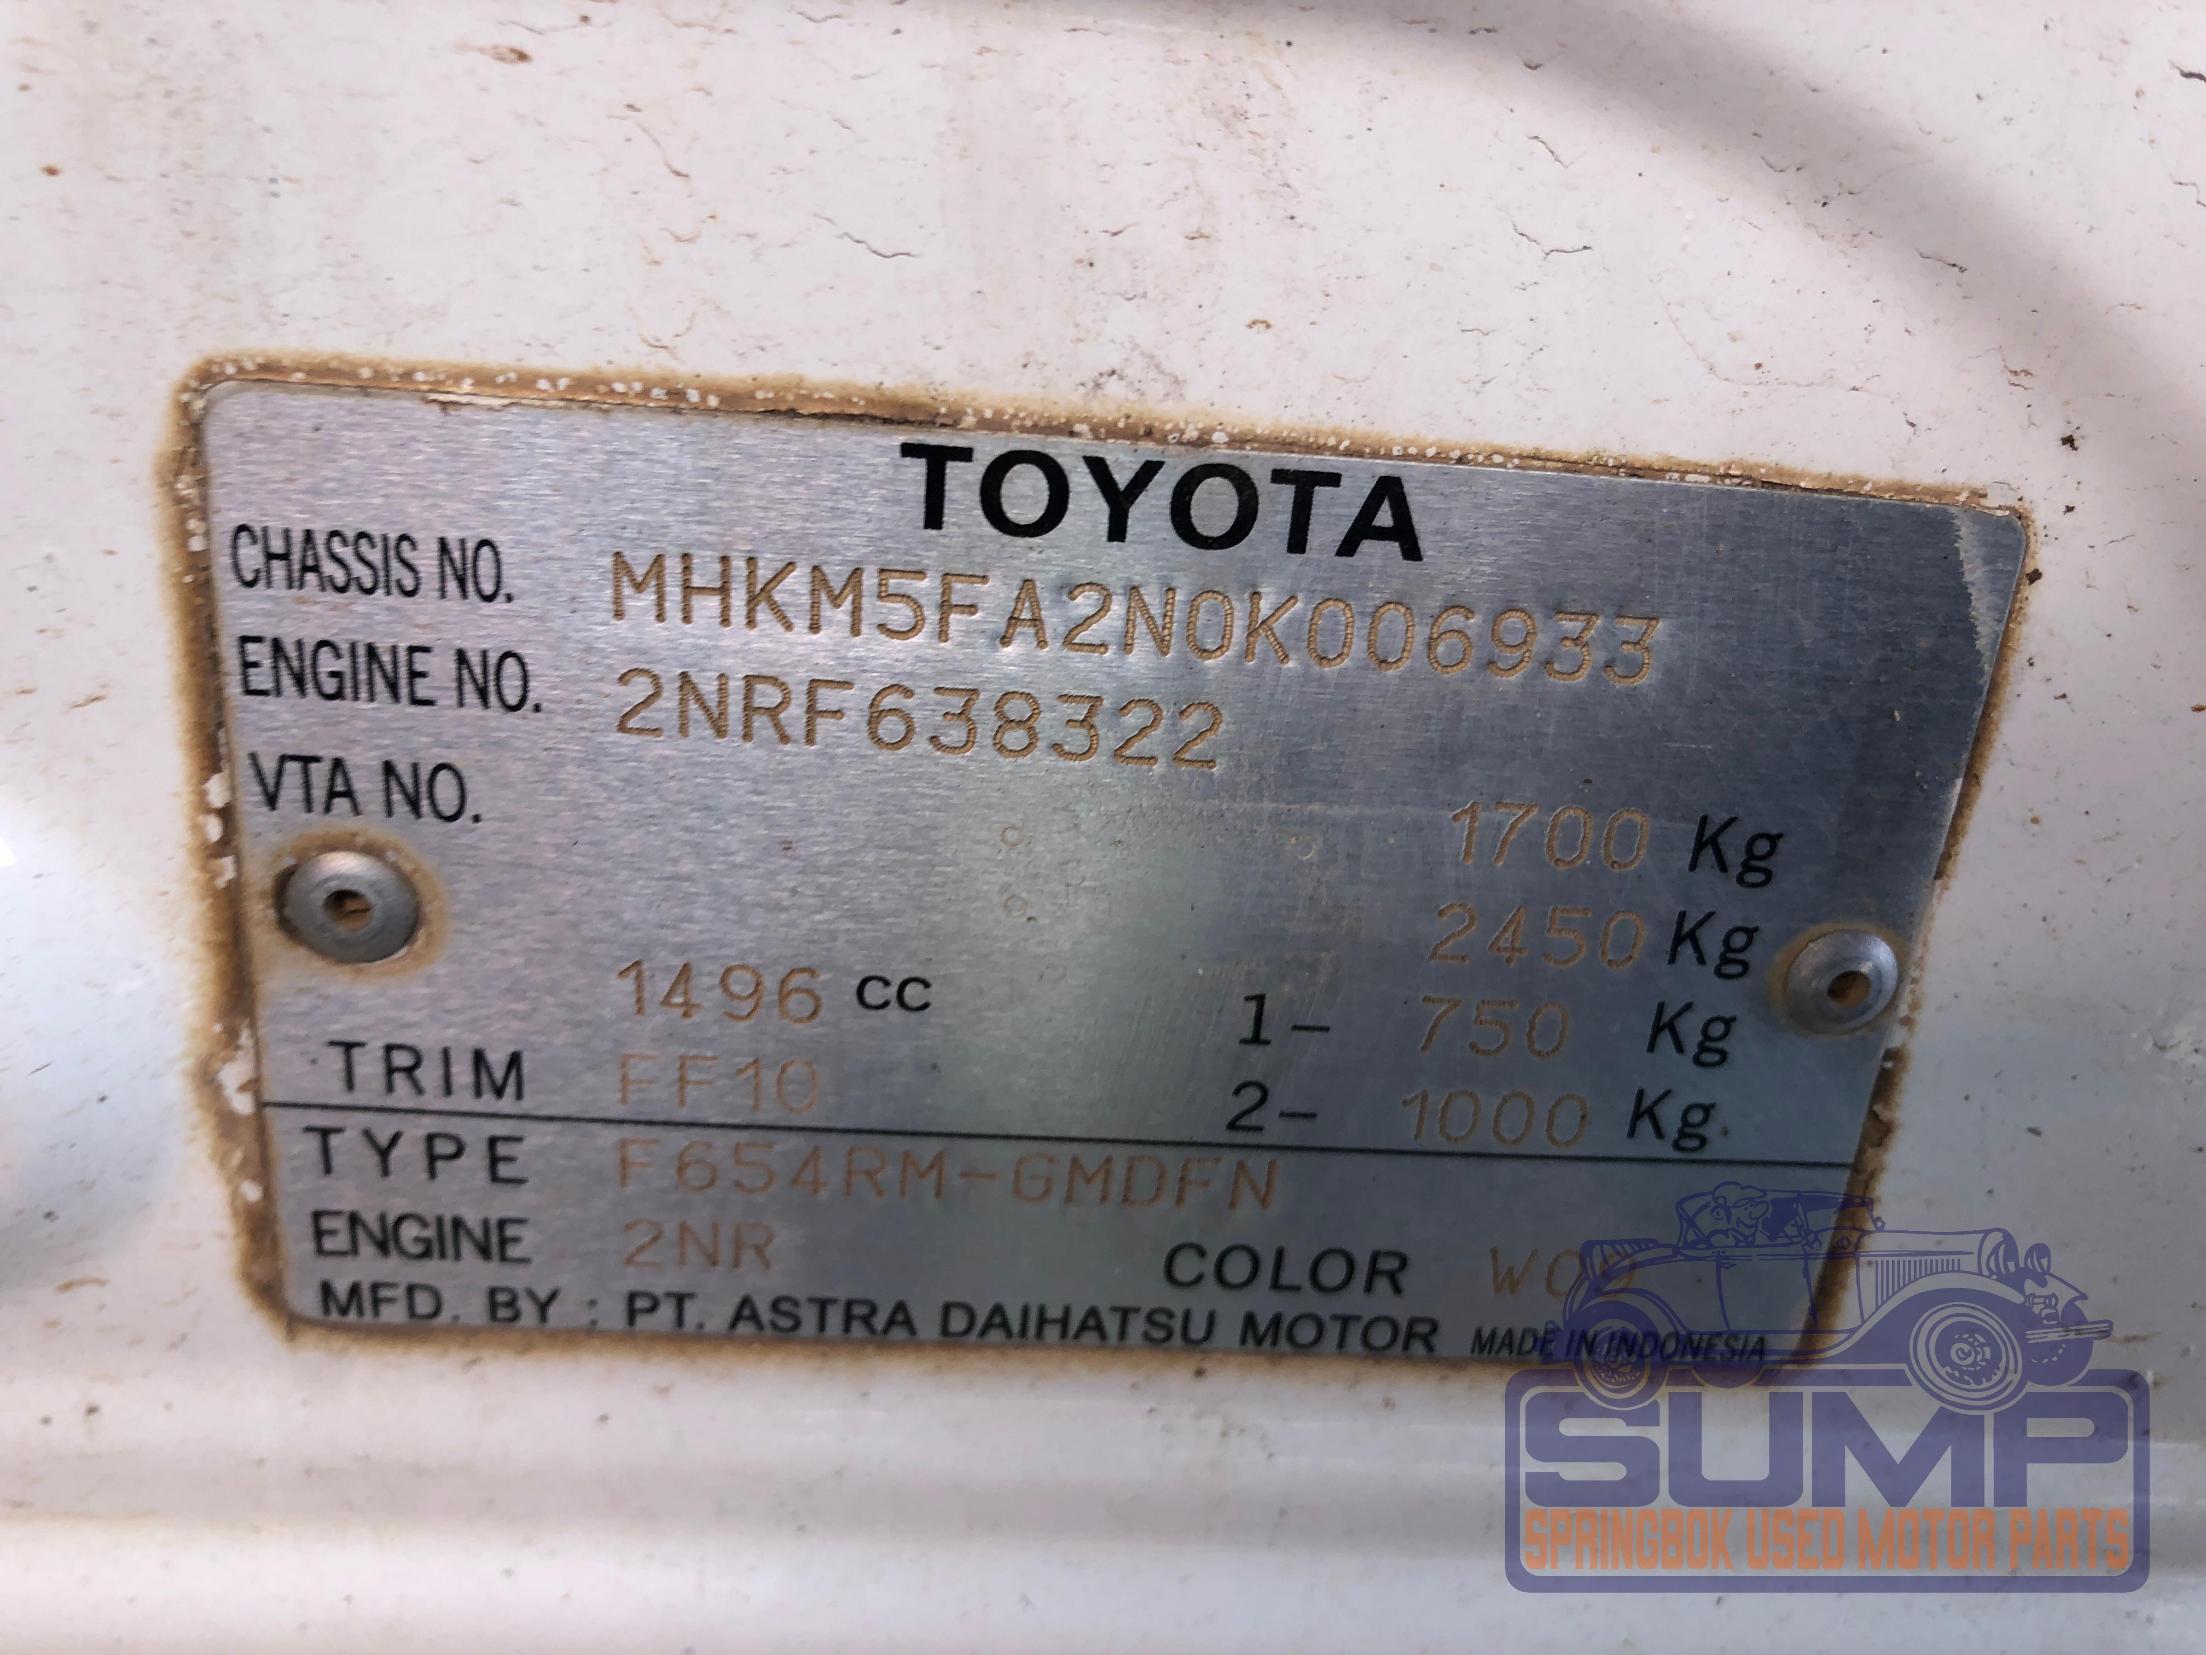 TOYOTA
CHASSIS NO. MHKM5FA2N0K006933
ENGINE NO. 2NRF638322
VTA NO.
1700 Kg
2450 Kg
1496 CC 1- 750 Kg
TRIM FF10 2- 1000 Kg
TYPE F654RM-GMDFN
ENGINE 2NR COLOR W09
MFD. BY : PT. ASTRA DAIHATSU MOTOR MADE IN INDONESIA
SUMP
SPRINGBOK USED MOTOR PARTS